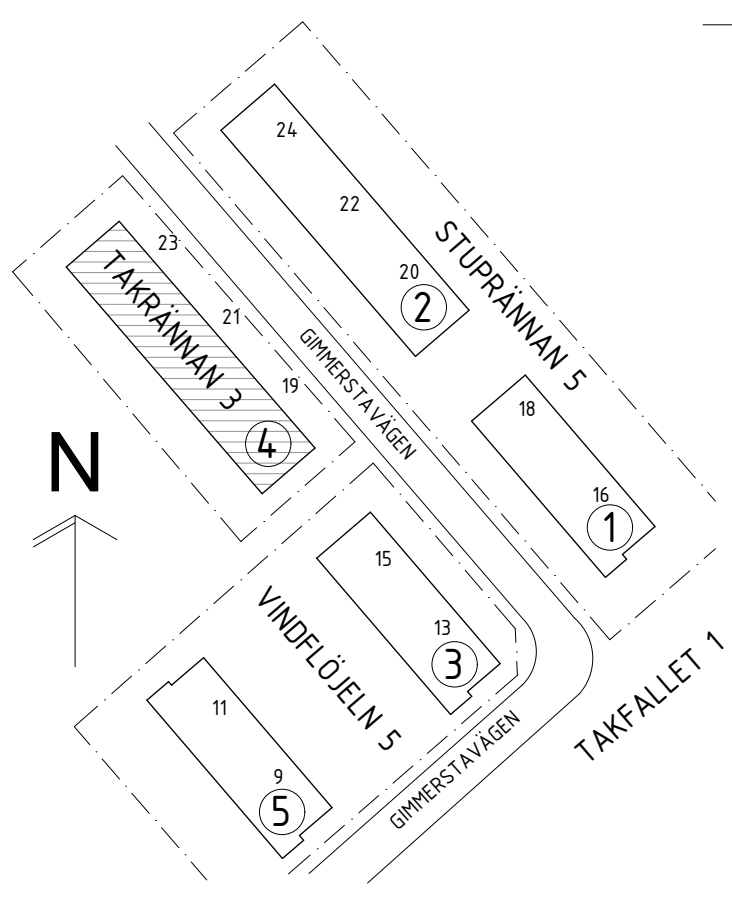 24
22
20
2
STUPRÄNNAN 5
23
21
19
TAKRÄNNAN 3
4
GIMMERSTAVÄGEN
18
16
1
N
15
13
3
VINDFLÖJELN 5
11
9
5
GIMMERSTAVÄGEN
TAKFALLET 1